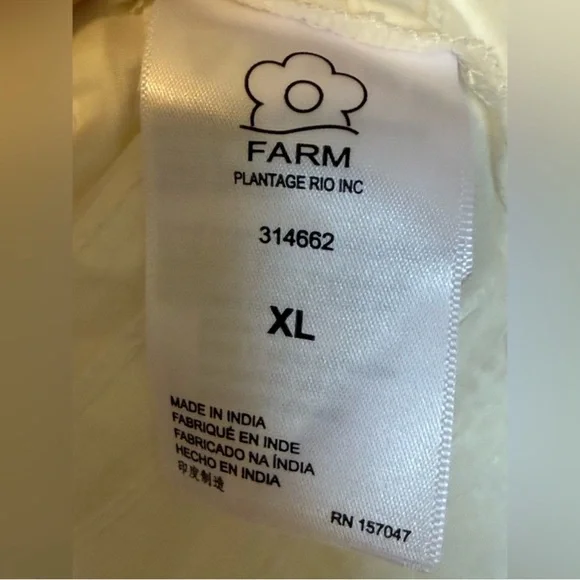 FARM
PLANTAGE RIO INC
314662
XL
MADE IN INDIA
FABRIQUÉ EN INDE
FABRICADO NA ÍNDIA
HECHO EN INDIA
印度制造
RN 157047